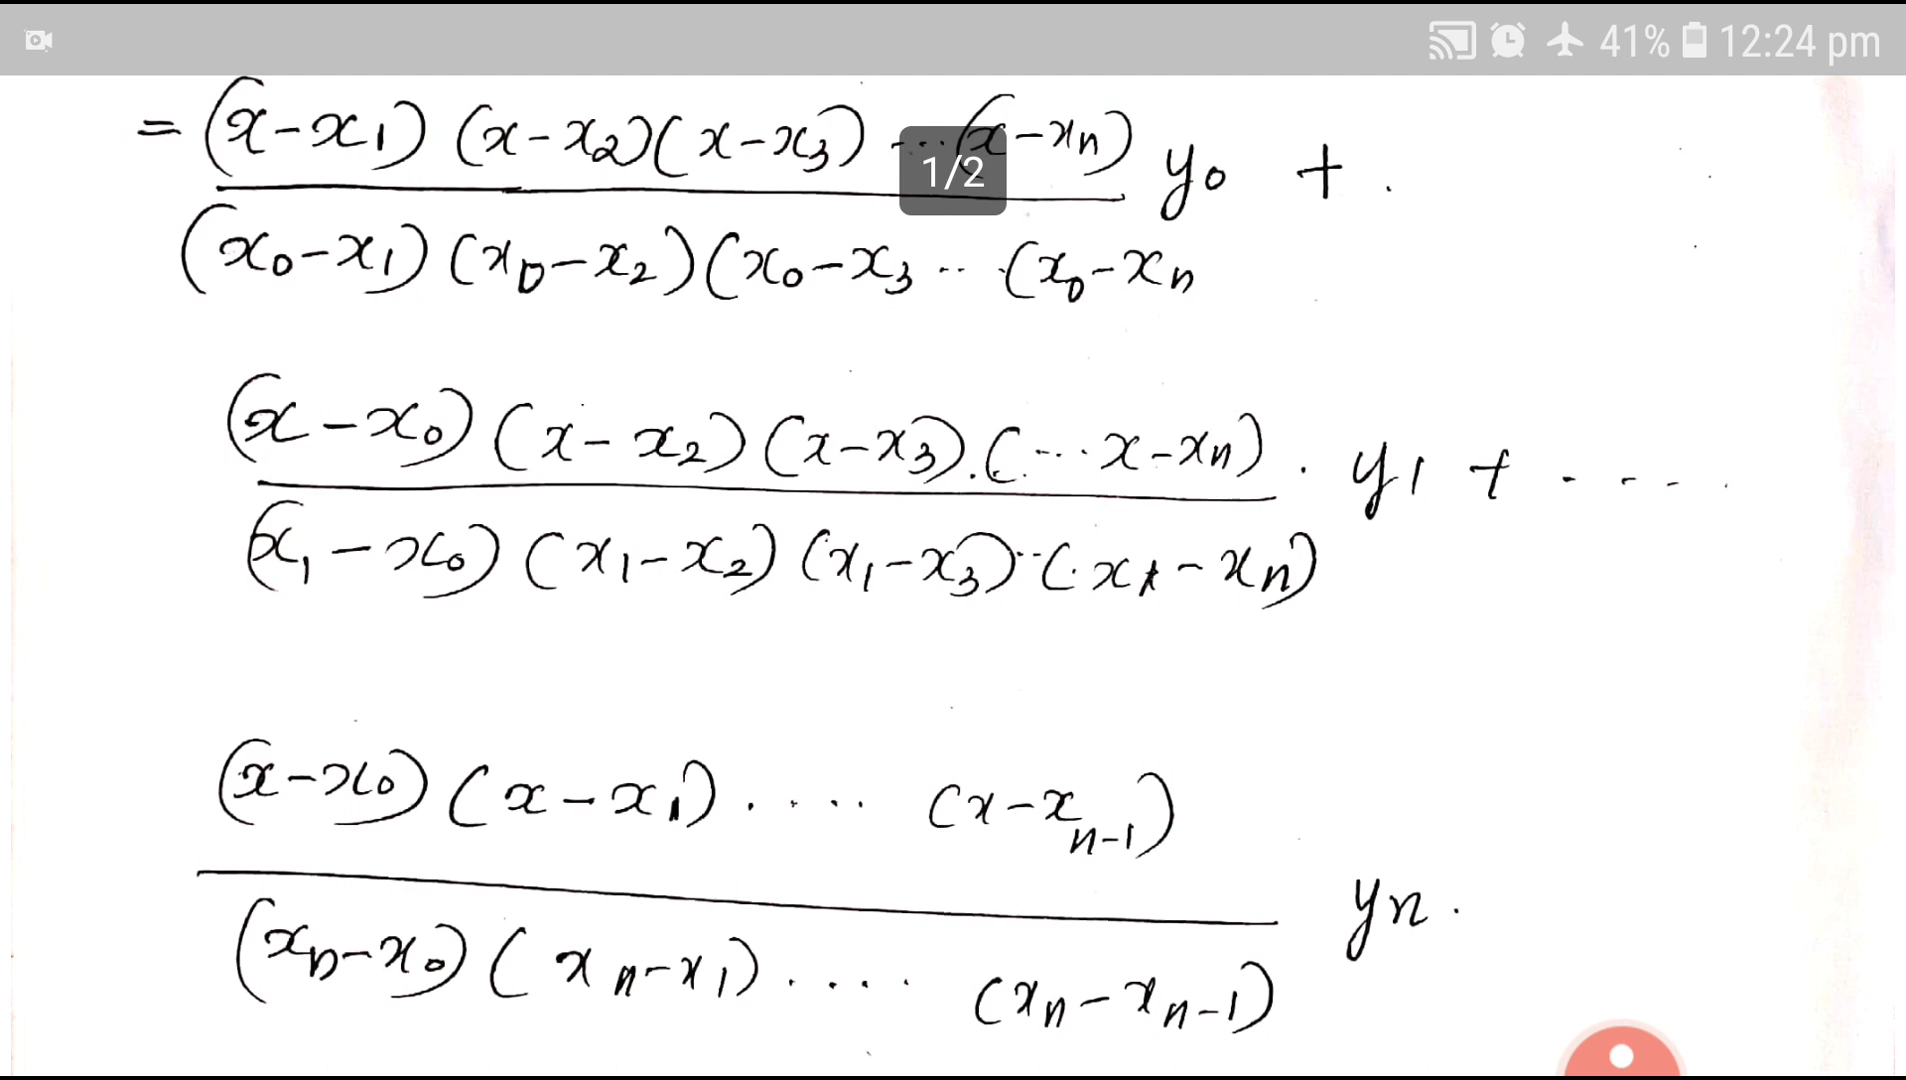 41% 12:24 pm
= (x-x1) (x-x2)(x-x3) ---- (x-xn) y0 + .
1/2
(x0-x1) (x0-x2)(x0-x3 .. .(x0-xn
(x-x0) (x-x2) (x-x3).(.... x-xn) . y1 + .....
(x1-x0) (x1-x2) (x1-x3)..(. x1-xn)
(x-x0) (x-x1) ..... (x-xn-1)
yn.
(xn-x0) (xn-x1) ..... (xn-xn-1)